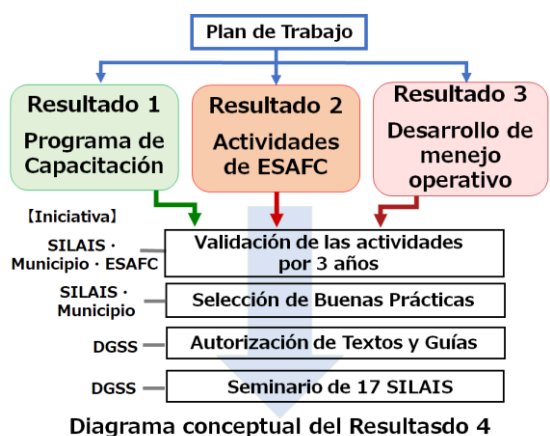 Plan de Trabajo
Resultado 1
Programa de
Capacitación
Resultado 2
Actividades
de ESAFC
Resultado 3
Desarrollo de
menejo
operativo
【Iniciativa】
SILAIS・
Municipio・ESAFC
Validación de las actividades
por 3 años
SILAIS・
Municipio
Selección de Buenas Prácticas
DGSS
Autorización de Textos y Guías
DGSS
Seminario de 17 SILAIS
Diagrama conceptual del Resultasdo 4